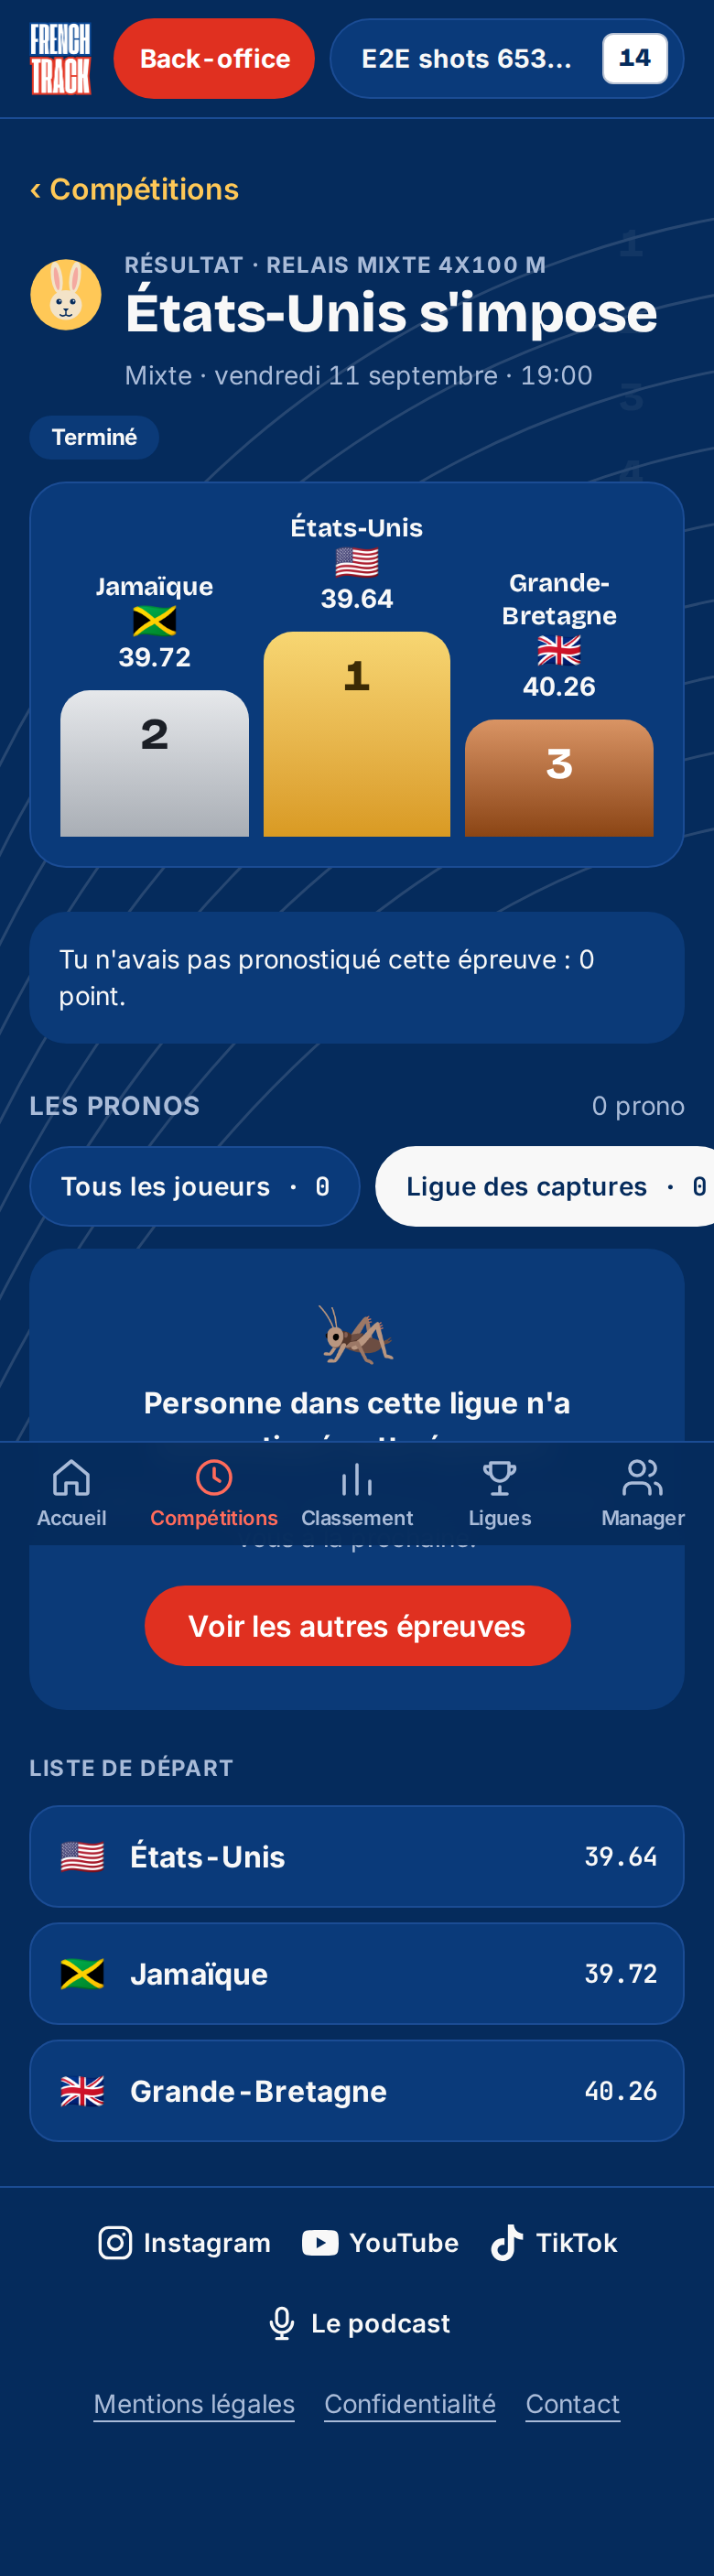 FRENCH
TRACK
Back-office
E2E shots 653...
14
‹ Compétitions
RÉSULTAT · RELAIS MIXTE 4X100 M
États-Unis s'impose
Mixte · vendredi 11 septembre · 19:00
1
3
4
Terminé
États-Unis
39.64
Jamaïque
39.72
Grande-
Bretagne
40.26
1
2
3
Tu n'avais pas pronostiqué cette épreuve : 0
point.
LES PRONOS
0 prono
Tous les joueurs · 0
Ligue des captures · 0
Personne dans cette ligue n'a
Accueil
Compétitions
Classement
Ligues
Manager
Voir les autres épreuves
LISTE DE DÉPART
États-Unis
39.64
Jamaïque
39.72
Grande-Bretagne
40.26
Instagram
YouTube
TikTok
Le podcast
Mentions légales
Confidentialité
Contact